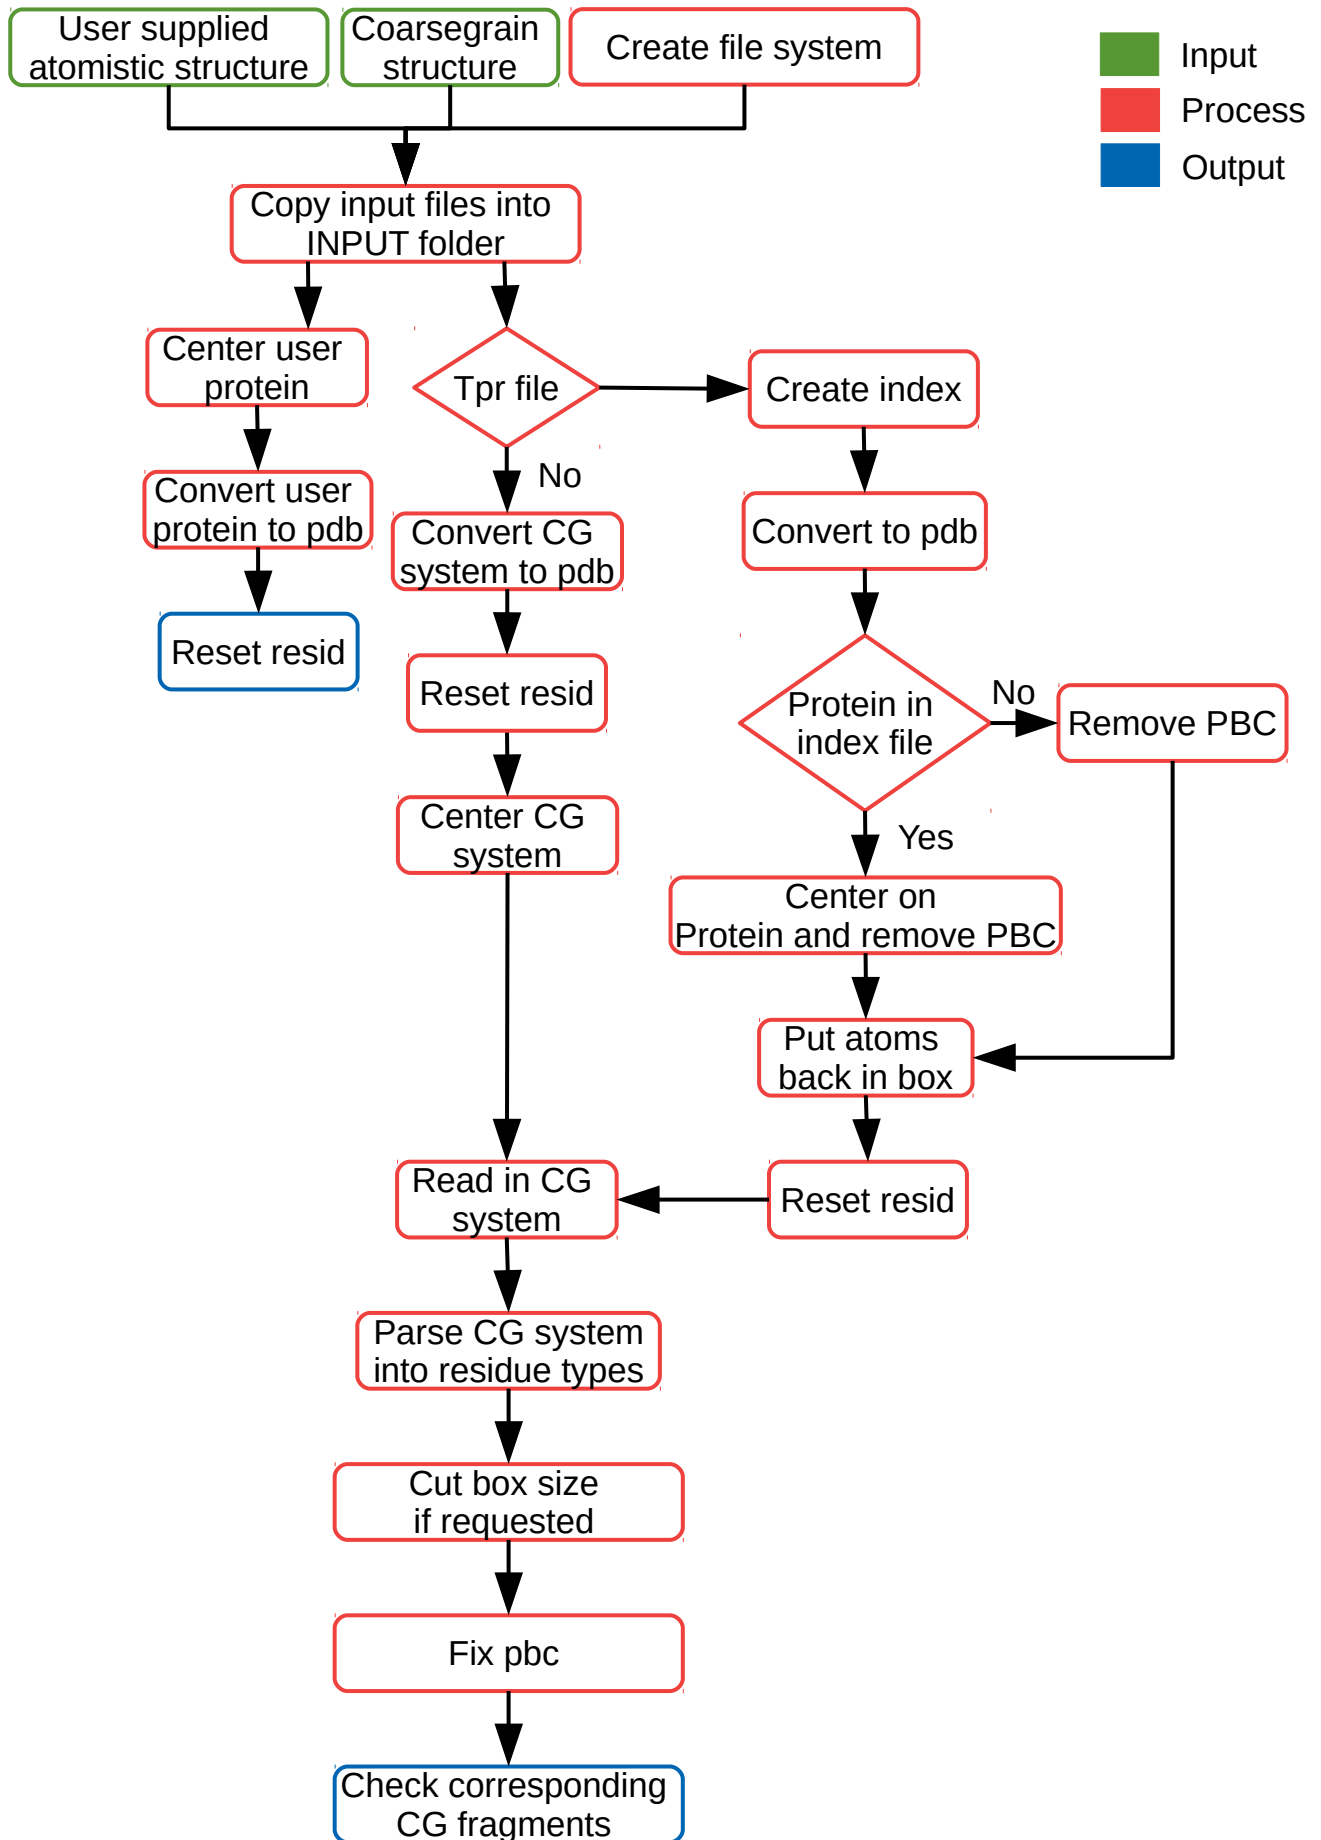 User supplied
atomistic structure
Coarsegrain
structure
Create file system
Input
Process
Output
Copy input files into
INPUT folder
Center user
protein
Tpr file
Create index
No
Convert user
protein to pdb
Convert CG
system to pdb
Convert to pdb
Reset resid
Reset resid
Protein in
index file
No
Remove PBC
Center CG
system
Yes
Center on
Protein and remove PBC
Put atoms
back in box
Read in CG
system
Reset resid
Parse CG system
into residue types
Cut box size
if requested
Fix pbc
Check corresponding
CG fragments